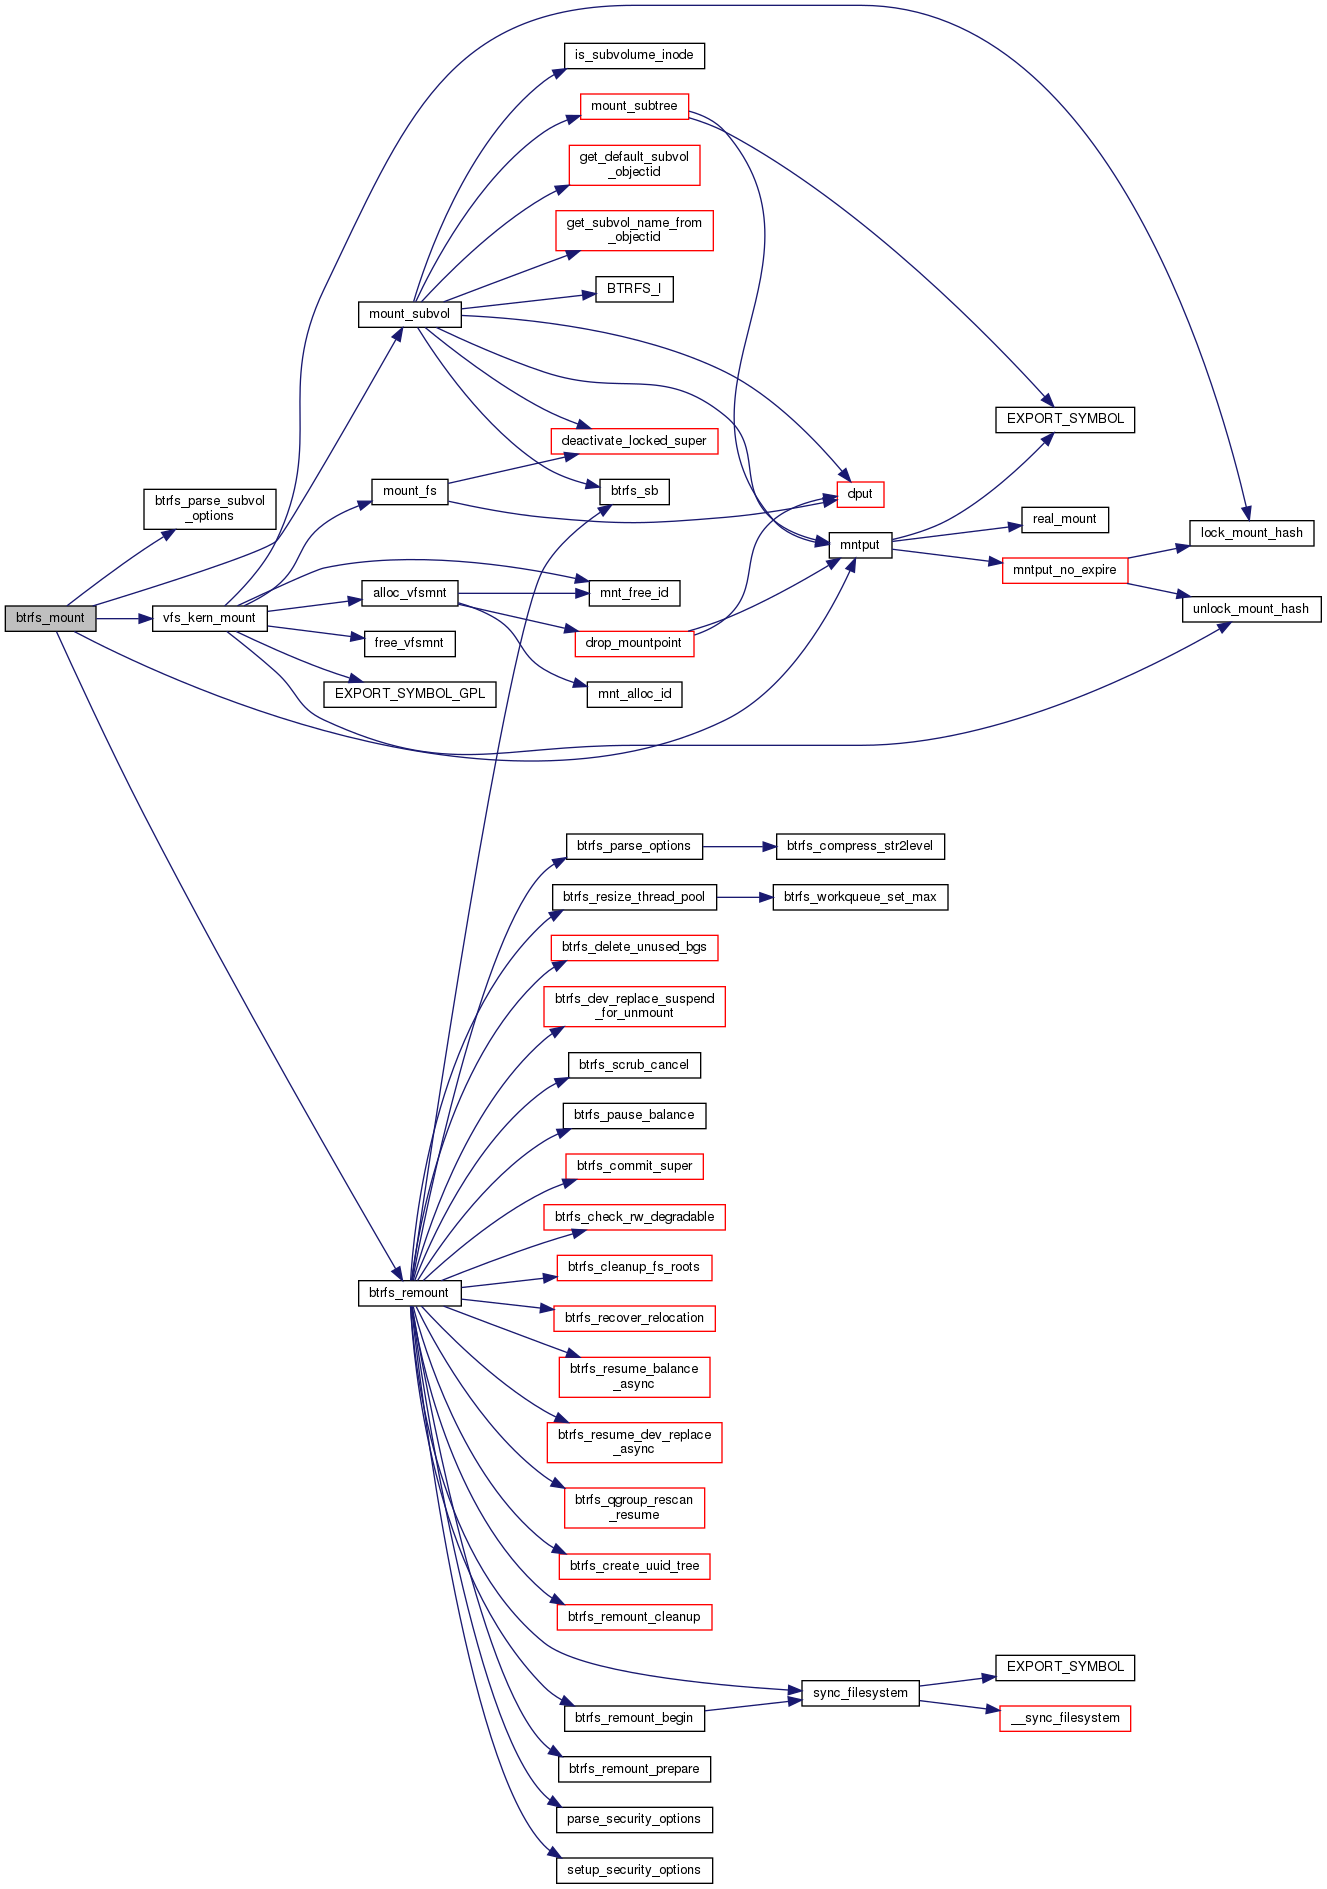 is_subvolume_inode
mount_subtree
get_default_subvol
_objectid
get_subvol_name_from
_objectid
BTRFS_I
mount_subvol
EXPORT_SYMBOL
deactivate_locked_super
mount_fs
btrfs_sb
dput
btrfs_parse_subvol
_options
real_mount
lock_mount_hash
mntput
mntput_no_expire
alloc_vfsmnt
mnt_free_id
unlock_mount_hash
btrfs_mount
vfs_kern_mount
free_vfsmnt
drop_mountpoint
EXPORT_SYMBOL_GPL
mnt_alloc_id
btrfs_parse_options
btrfs_compress_str2level
btrfs_resize_thread_pool
btrfs_workqueue_set_max
btrfs_delete_unused_bgs
btrfs_dev_replace_suspend
_for_unmount
btrfs_scrub_cancel
btrfs_pause_balance
btrfs_commit_super
btrfs_check_rw_degradable
btrfs_cleanup_fs_roots
btrfs_remount
btrfs_recover_relocation
btrfs_resume_balance
_async
btrfs_resume_dev_replace
_async
btrfs_qgroup_rescan
_resume
btrfs_create_uuid_tree
btrfs_remount_cleanup
EXPORT_SYMBOL
sync_filesystem
btrfs_remount_begin
__sync_filesystem
btrfs_remount_prepare
parse_security_options
setup_security_options